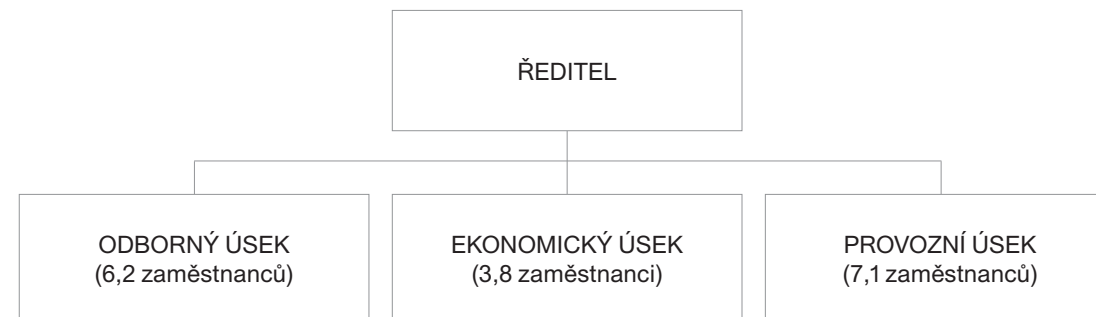 ŘEDITEL
ODBORNÝ ÚSEK
(6,2 zaměstnanců)
EKONOMICKÝ ÚSEK
(3,8 zaměstnanci)
PROVOZNÍ ÚSEK
(7,1 zaměstnanců)